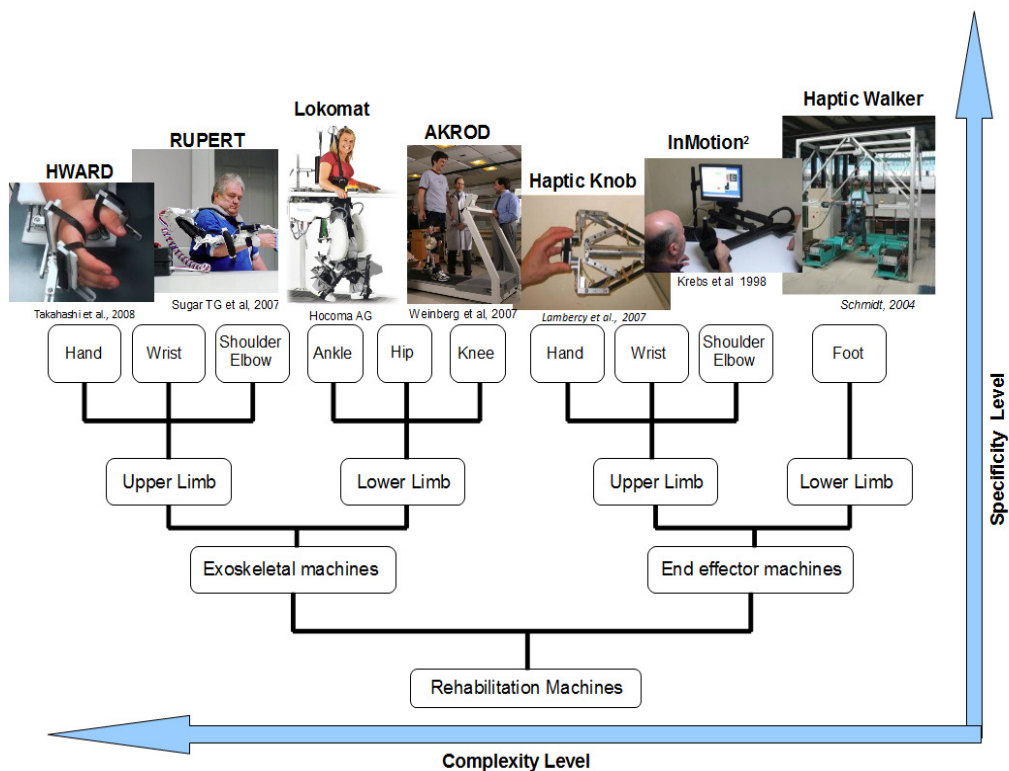 Haptic Walker
Lokomat
AKROD
InMotion²
RUPERT
HWARD
Haptic Knob
Krebs et al 1998
Sugar TG et al, 2007
Schmidt, 2004
Takahashi et al., 2008
Hocoma AG
Weinberg et al, 2007
Lambercy et al., 2007
Hand
Wrist
Shoulder
Elbow
Ankle
Hip
Knee
Hand
Wrist
Shoulder
Elbow
Foot
Upper Limb
Lower Limb
Upper Limb
Lower Limb
Exoskeletal machines
End effector machines
Rehabilitation Machines
Specificity Level
Complexity Level